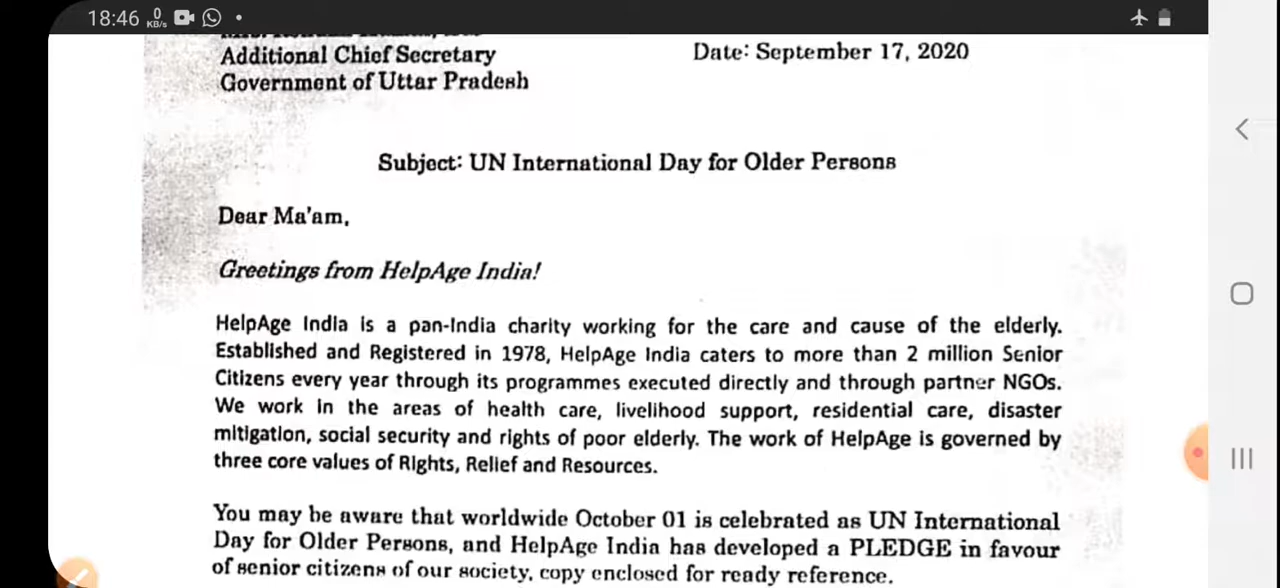 18:46 0 KB/s
Additional Chief Secretary
Date: September 17, 2020
Government of Uttar Pradesh
Subject: UN International Day for Older Persons
Dear Ma'am,
Greetings from HelpAge India!
HelpAge India is a pan-India charity working for the care and cause of the elderly.
Established and Registered in 1978, HelpAge India caters to more than 2 million Senior
Citizens every year through its programmes executed directly and through partner NGOs.
We work in the areas of health care, livelihood support, residential care, disaster
mitigation, social security and rights of poor elderly. The work of HelpAge is governed by
three core values of Rights, Relief and Resources.
You may be aware that worldwide October 01 is celebrated as UN International
Day for Older Persons, and HelpAge India has developed a PLEDGE in favour
of senior citizens of our society, copy enclosed for ready reference.